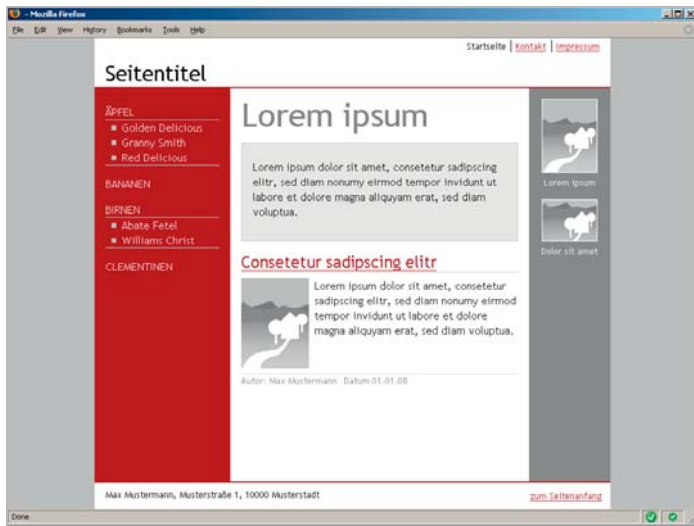 - Mozilla Firefox
File Edit View History Bookmarks Tools Help
Startseite | Kontakt | Impressum
Seitentitel
ÄPFEL
Golden Delicious
Granny Smith
Red Delicious
BANANEN
BIRNEN
Abate Fetel
Williams Christ
CLEMENTINEN
Lorem ipsum
Lorem ipsum dolor sit amet, consetetur sadipscing
elitr, sed diam nonumy eirmod tempor invidunt ut
labore et dolore magna aliquyam erat, sed diam
voluptua.
Consetetur sadipscing elitr
Lorem ipsum dolor sit amet, consetetur
sadipscing elitr, sed diam nonumy eirmod
tempor invidunt ut labore et dolore
magna aliquyam erat, sed diam voluptua.
Autor: Max Mustermann Datum 01.01.08
Lorem ipsum
Dolor sit amet
Max Mustermann, Musterstraße 1, 10000 Musterstadt
zum Seitenanfang
Done